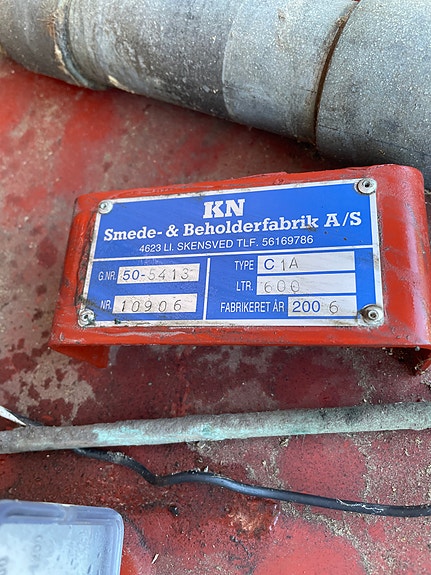 KN
Smede- & Beholderfabrik A/S
4623 Ll. SKENSVED TLF. 56169786
G.NR. 50-5413
TYPE C1A
LTR. 600
NR. 10906
FABRIKERET ÅR 2006